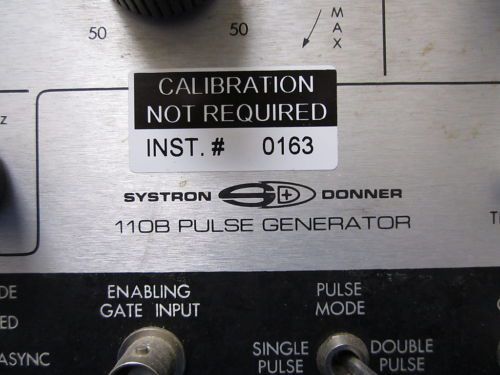 50
50
MAX
CALIBRATION
NOT REQUIRED
INST. # 0163
SYSTRON DONNER
110B PULSE GENERATOR
ENABLING
GATE INPUT
PULSE
MODE
SINGLE
PULSE
DOUBLE
PULSE
ASYNC